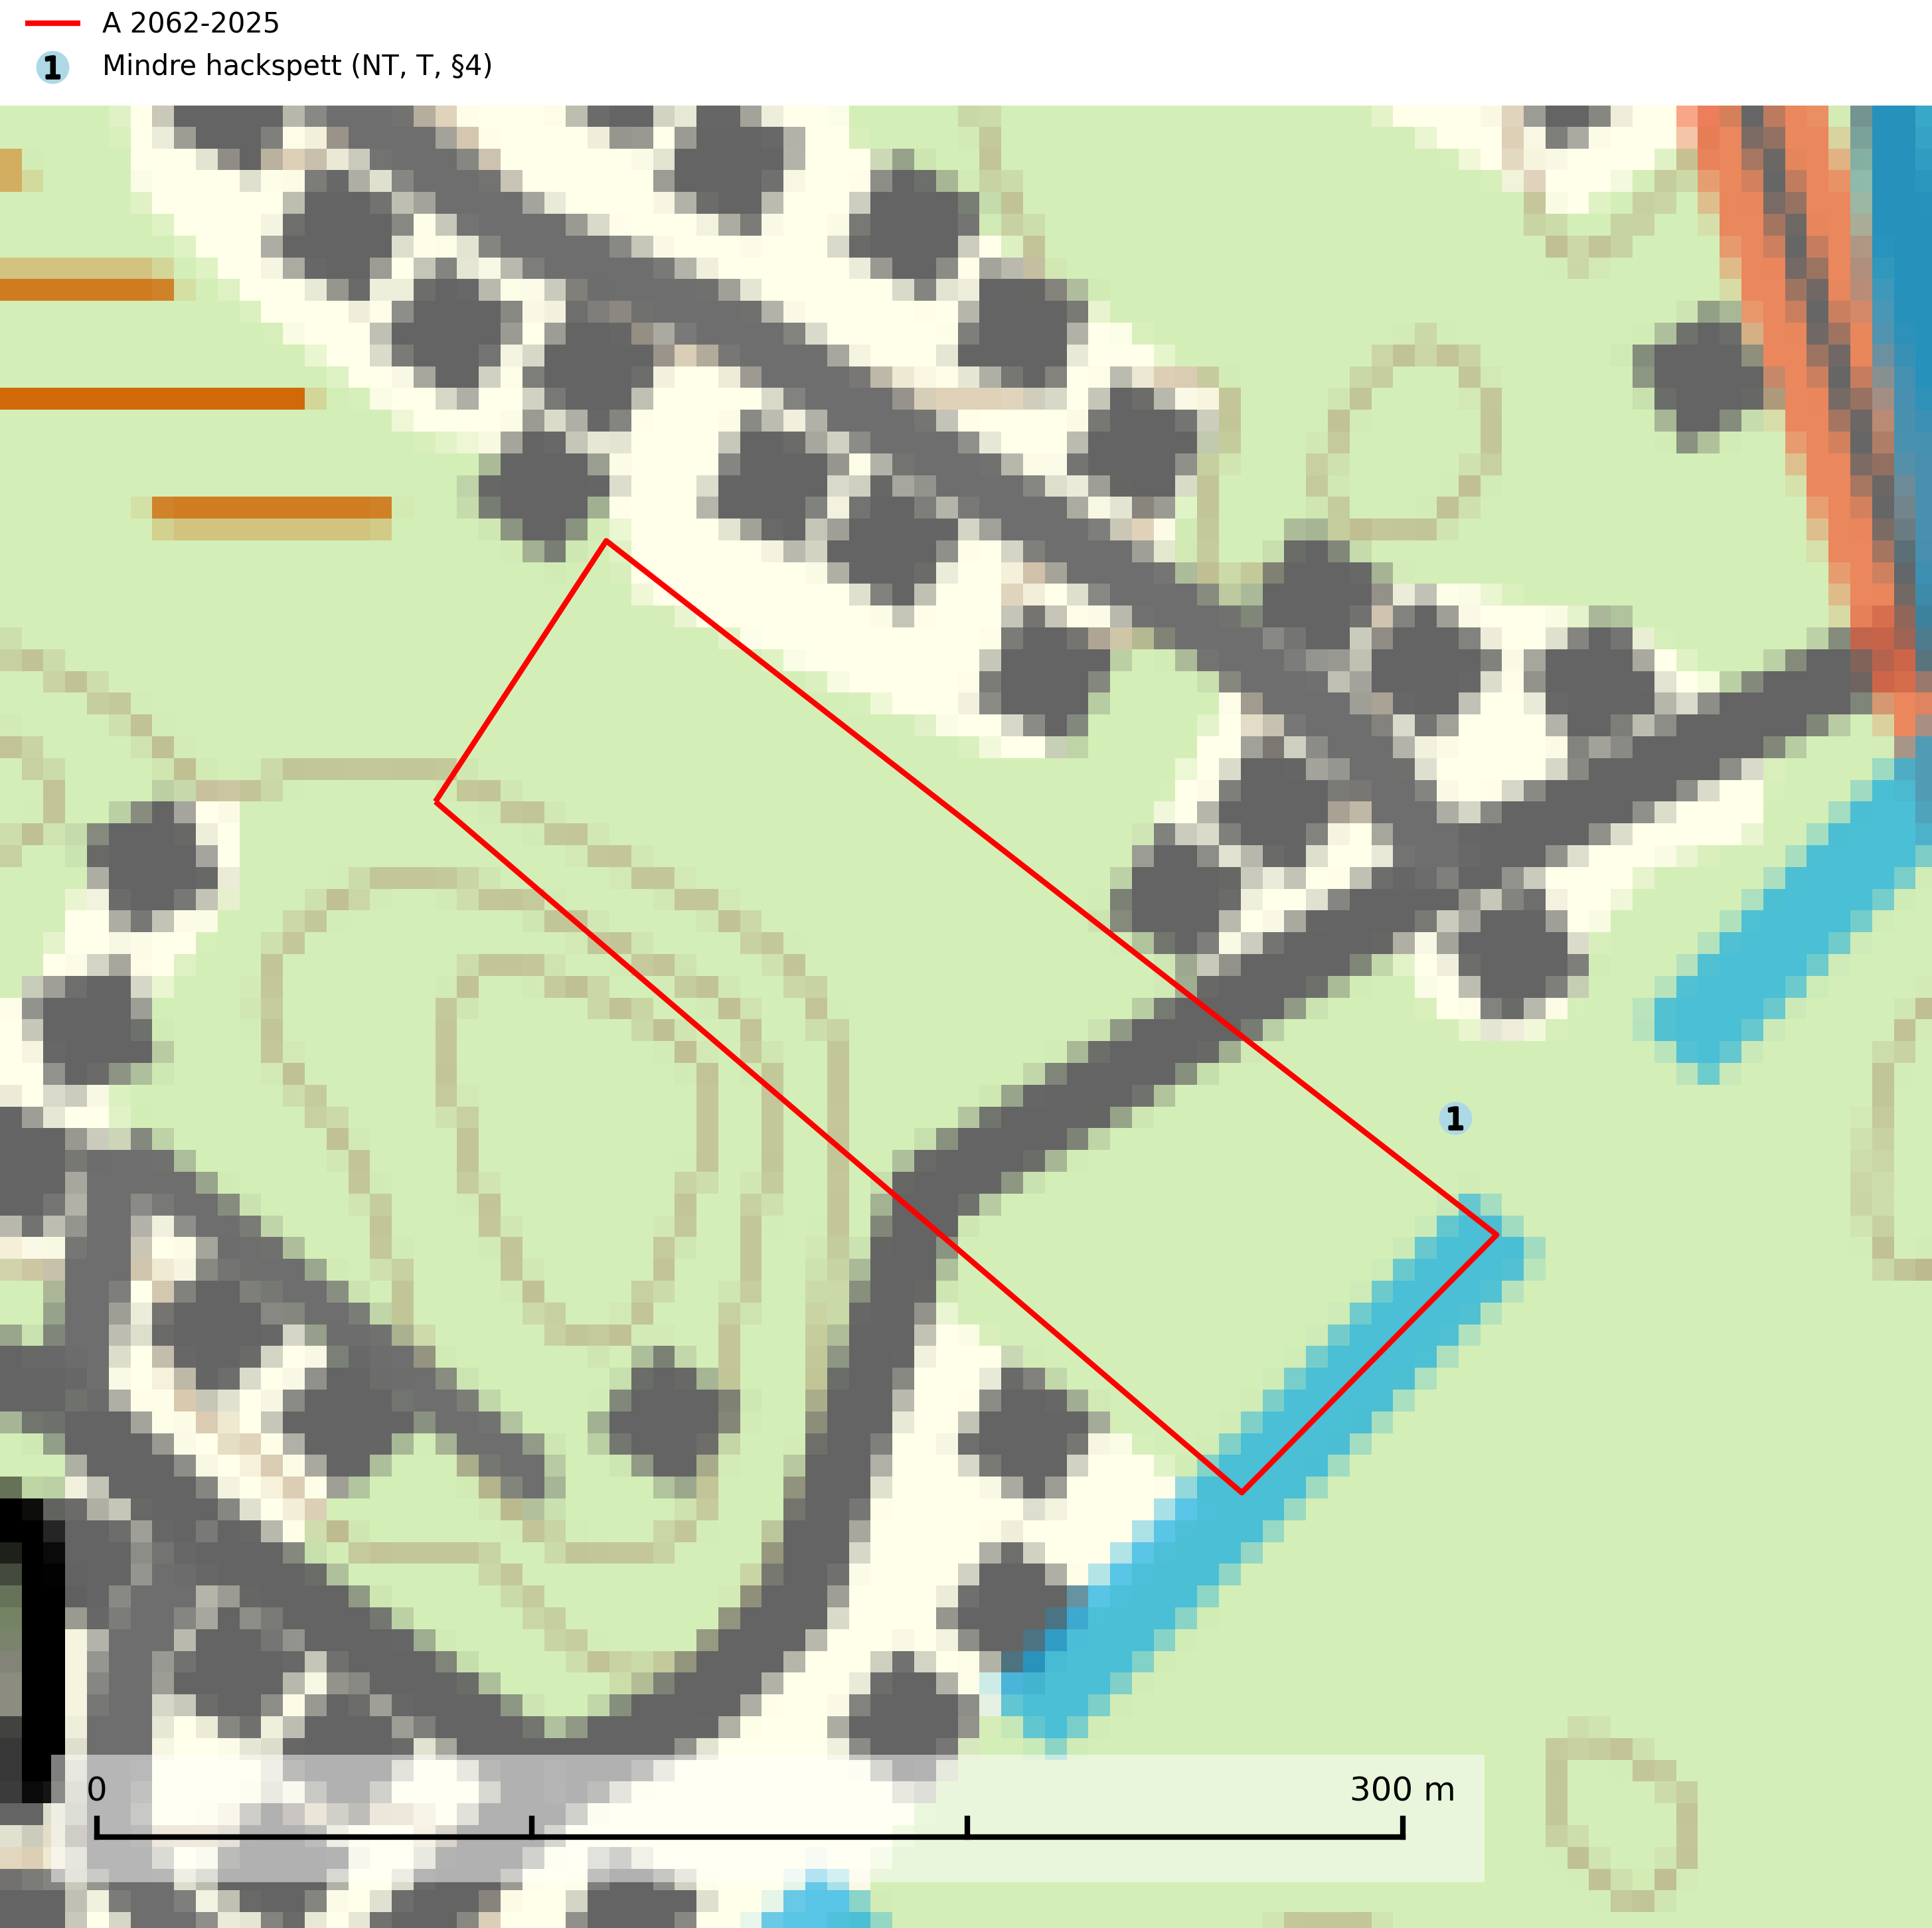 A 2062-2025
1 Mindre hackspett (NT, T, §4)
1
0 300 m